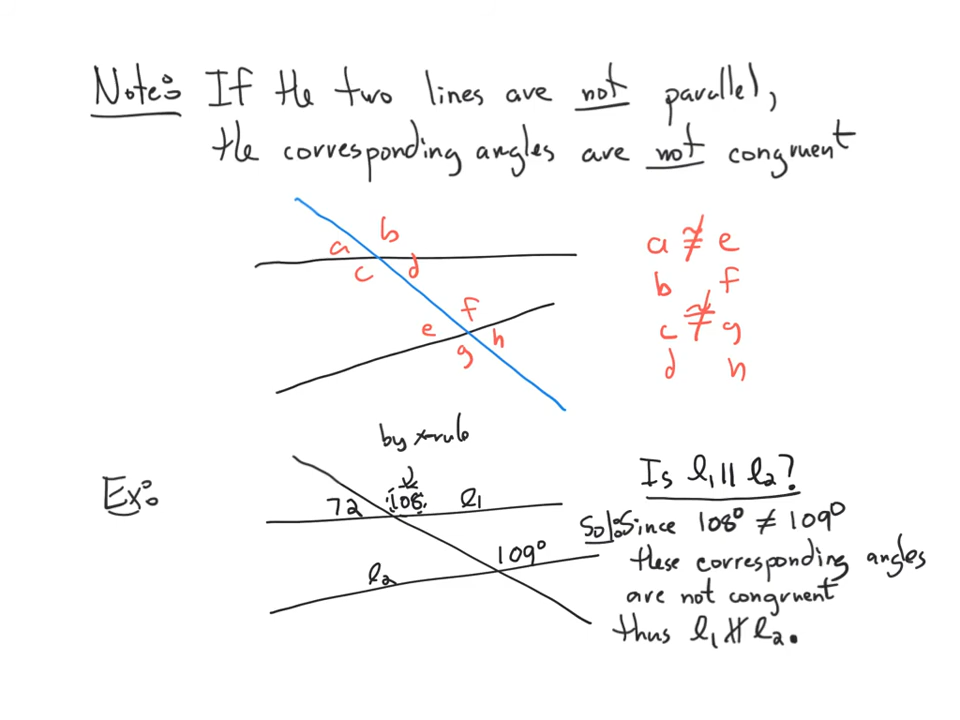 Note: If the two lines are not parallel,
the corresponding angles are not congruent
a b
c d
e f
g h
a ≇ e
b f
c ≇ g
d h
by x-rule
Ex:
72 108 l₁
l₂ 109°
Is l₁ || l₂?
Sol: Since 108° ≠ 109°
these corresponding angles
are not congruent
thus l₁ ∦ l₂.